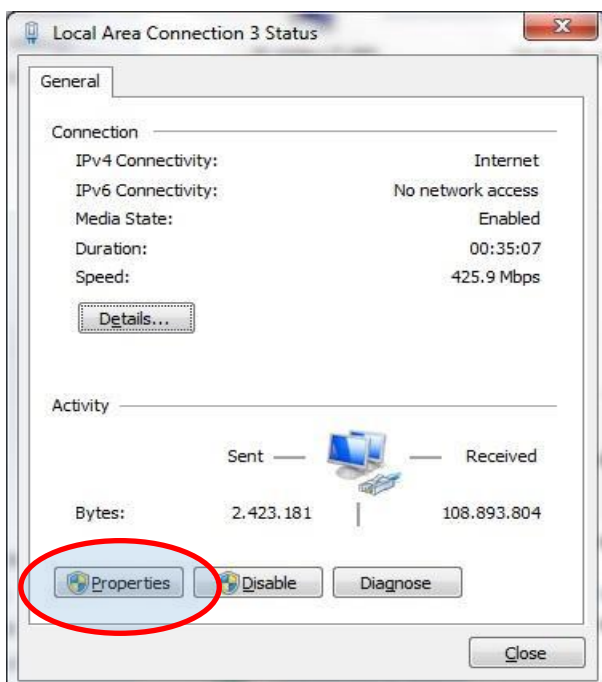 Local Area Connection 3 Status
General
Connection
IPv4 Connectivity: Internet
IPv6 Connectivity: No network access
Media State: Enabled
Duration: 00:35:07
Speed: 425.9 Mbps
Details...
Activity
Sent Received
Bytes: 2.423.181 108.893.804
Properties Disable Diagnose
Close